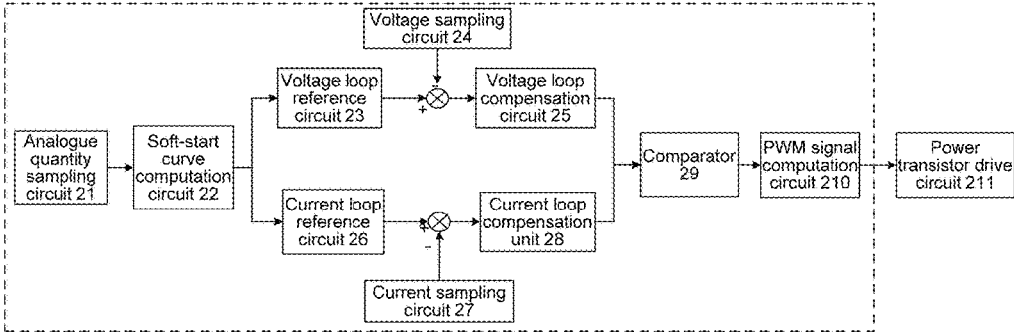 Voltage sampling
circuit 24
Voltage loop
reference
circuit 23
-
+
Voltage loop
compensation
circuit 25
Analogue
quantity
sampling
circuit 21
Soft-start
curve
computation
circuit 22
Comparator
29
PWM signal
computation
circuit 210
Power
transistor drive
circuit 211
Current loop
reference
circuit 26
+
-
Current loop
compensation
unit 28
Current sampling
circuit 27